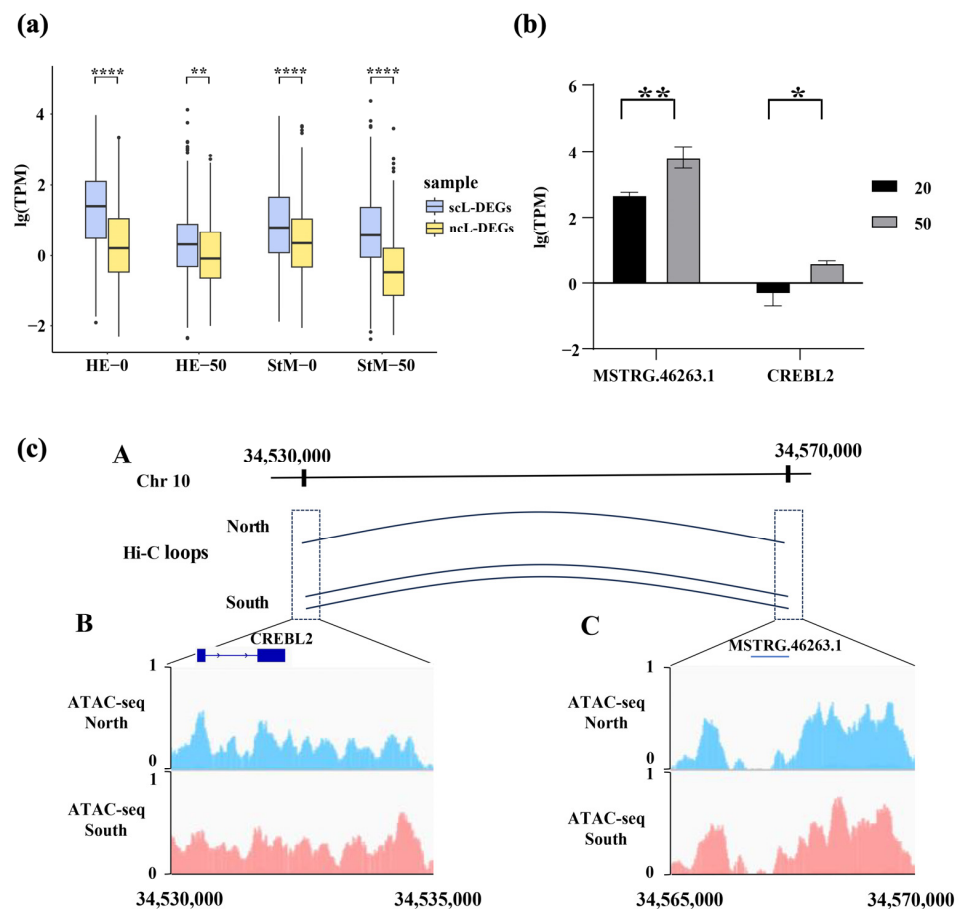 (a)
**** ** **** ****
4
2
0
−2
lg(TPM)
HE−0 HE−50 StM−0 StM−50
sample
scL-DEGs
ncL-DEGs
(b)
6
4
2
0
−2
lg(TPM)
** *
MSTRG.46263.1 CREBL2
20
50
(c)
A
34,530,000 34,570,000
Chr 10
North
Hi-C loops
South
B
CREBL2
1
ATAC-seq
North
0
1
ATAC-seq
South
0
34,530,000 34,535,000
C
MSTRG.46263.1
1
ATAC-seq
North
0
1
ATAC-seq
South
0
34,565,000 34,570,000